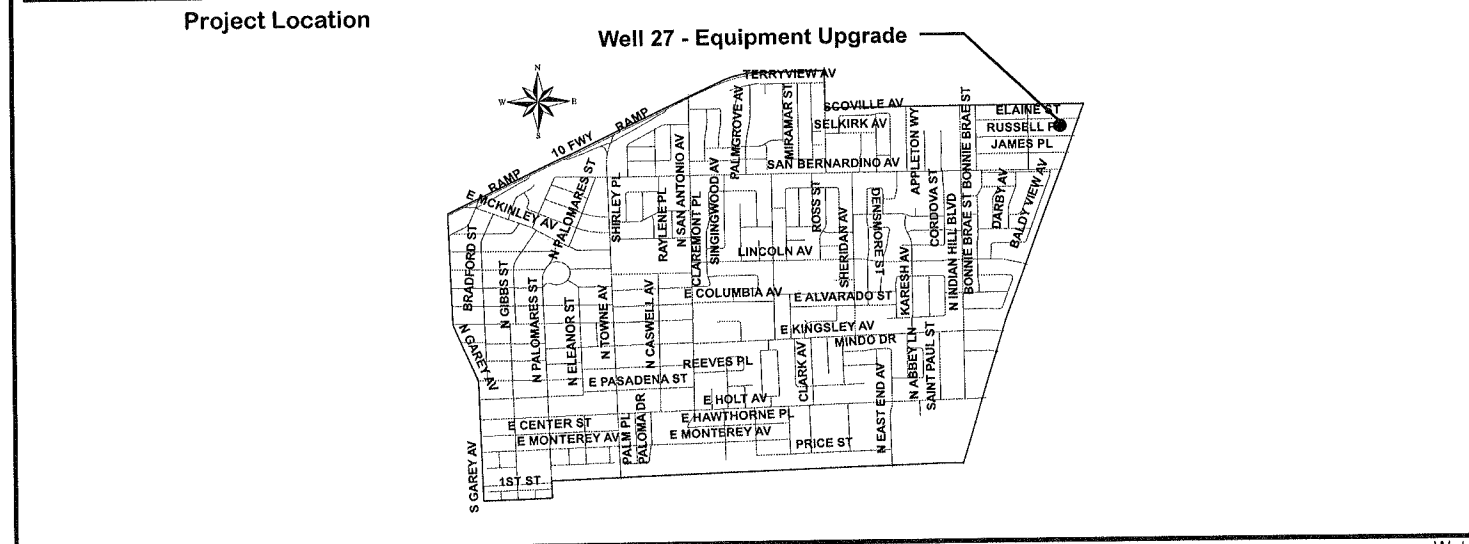 Project Location
Well 27 - Equipment Upgrade
N
W
E
S
TERRYVIEW AV
10 FWY
RAMP
RAMP
SCOVILLE AV
ELAINE ST
RUSSELL
JAMES PL
SELKIRK AV
PALMGROVE AV
MIRAMAR ST
SAN BERNARDINO AV
APPLETON WY
BONNIE BRAE ST
E MCKINLEY AV
N PALOMARES ST
SHIRLEY PL
RAYLENE PL
N SAN ANTONIO AV
CLAREMONT PL
SINGINGWOOD AV
ROSS ST
SHERIDAN AV
DENSMORE ST
CORDOVA ST
N INDIAN HILL BLVD
BONNIE BRAE ST
DARBY AV
BALDY VIEW AV
LINCOLN AV
BRADFORD ST
N GIBBS ST
N PALOMARES ST
N ELEANOR ST
N TOWNE AV
N CASWELL AV
E COLUMBIA AV
E ALVARADO ST
KARESH AV
E KINGSLEY AV
MINDO DR
N GAREY AV
REEVES PL
E PASADENA ST
CLARK AV
N EAST END AV
N ABBEY LN
SAINT PAUL ST
E HOLT AV
E CENTER ST
E HAWTHORNE PL
E MONTEREY AV
PALM PL
PALOMA DR
E MONTEREY AV
PRICE ST
S GAREY AV
1ST ST